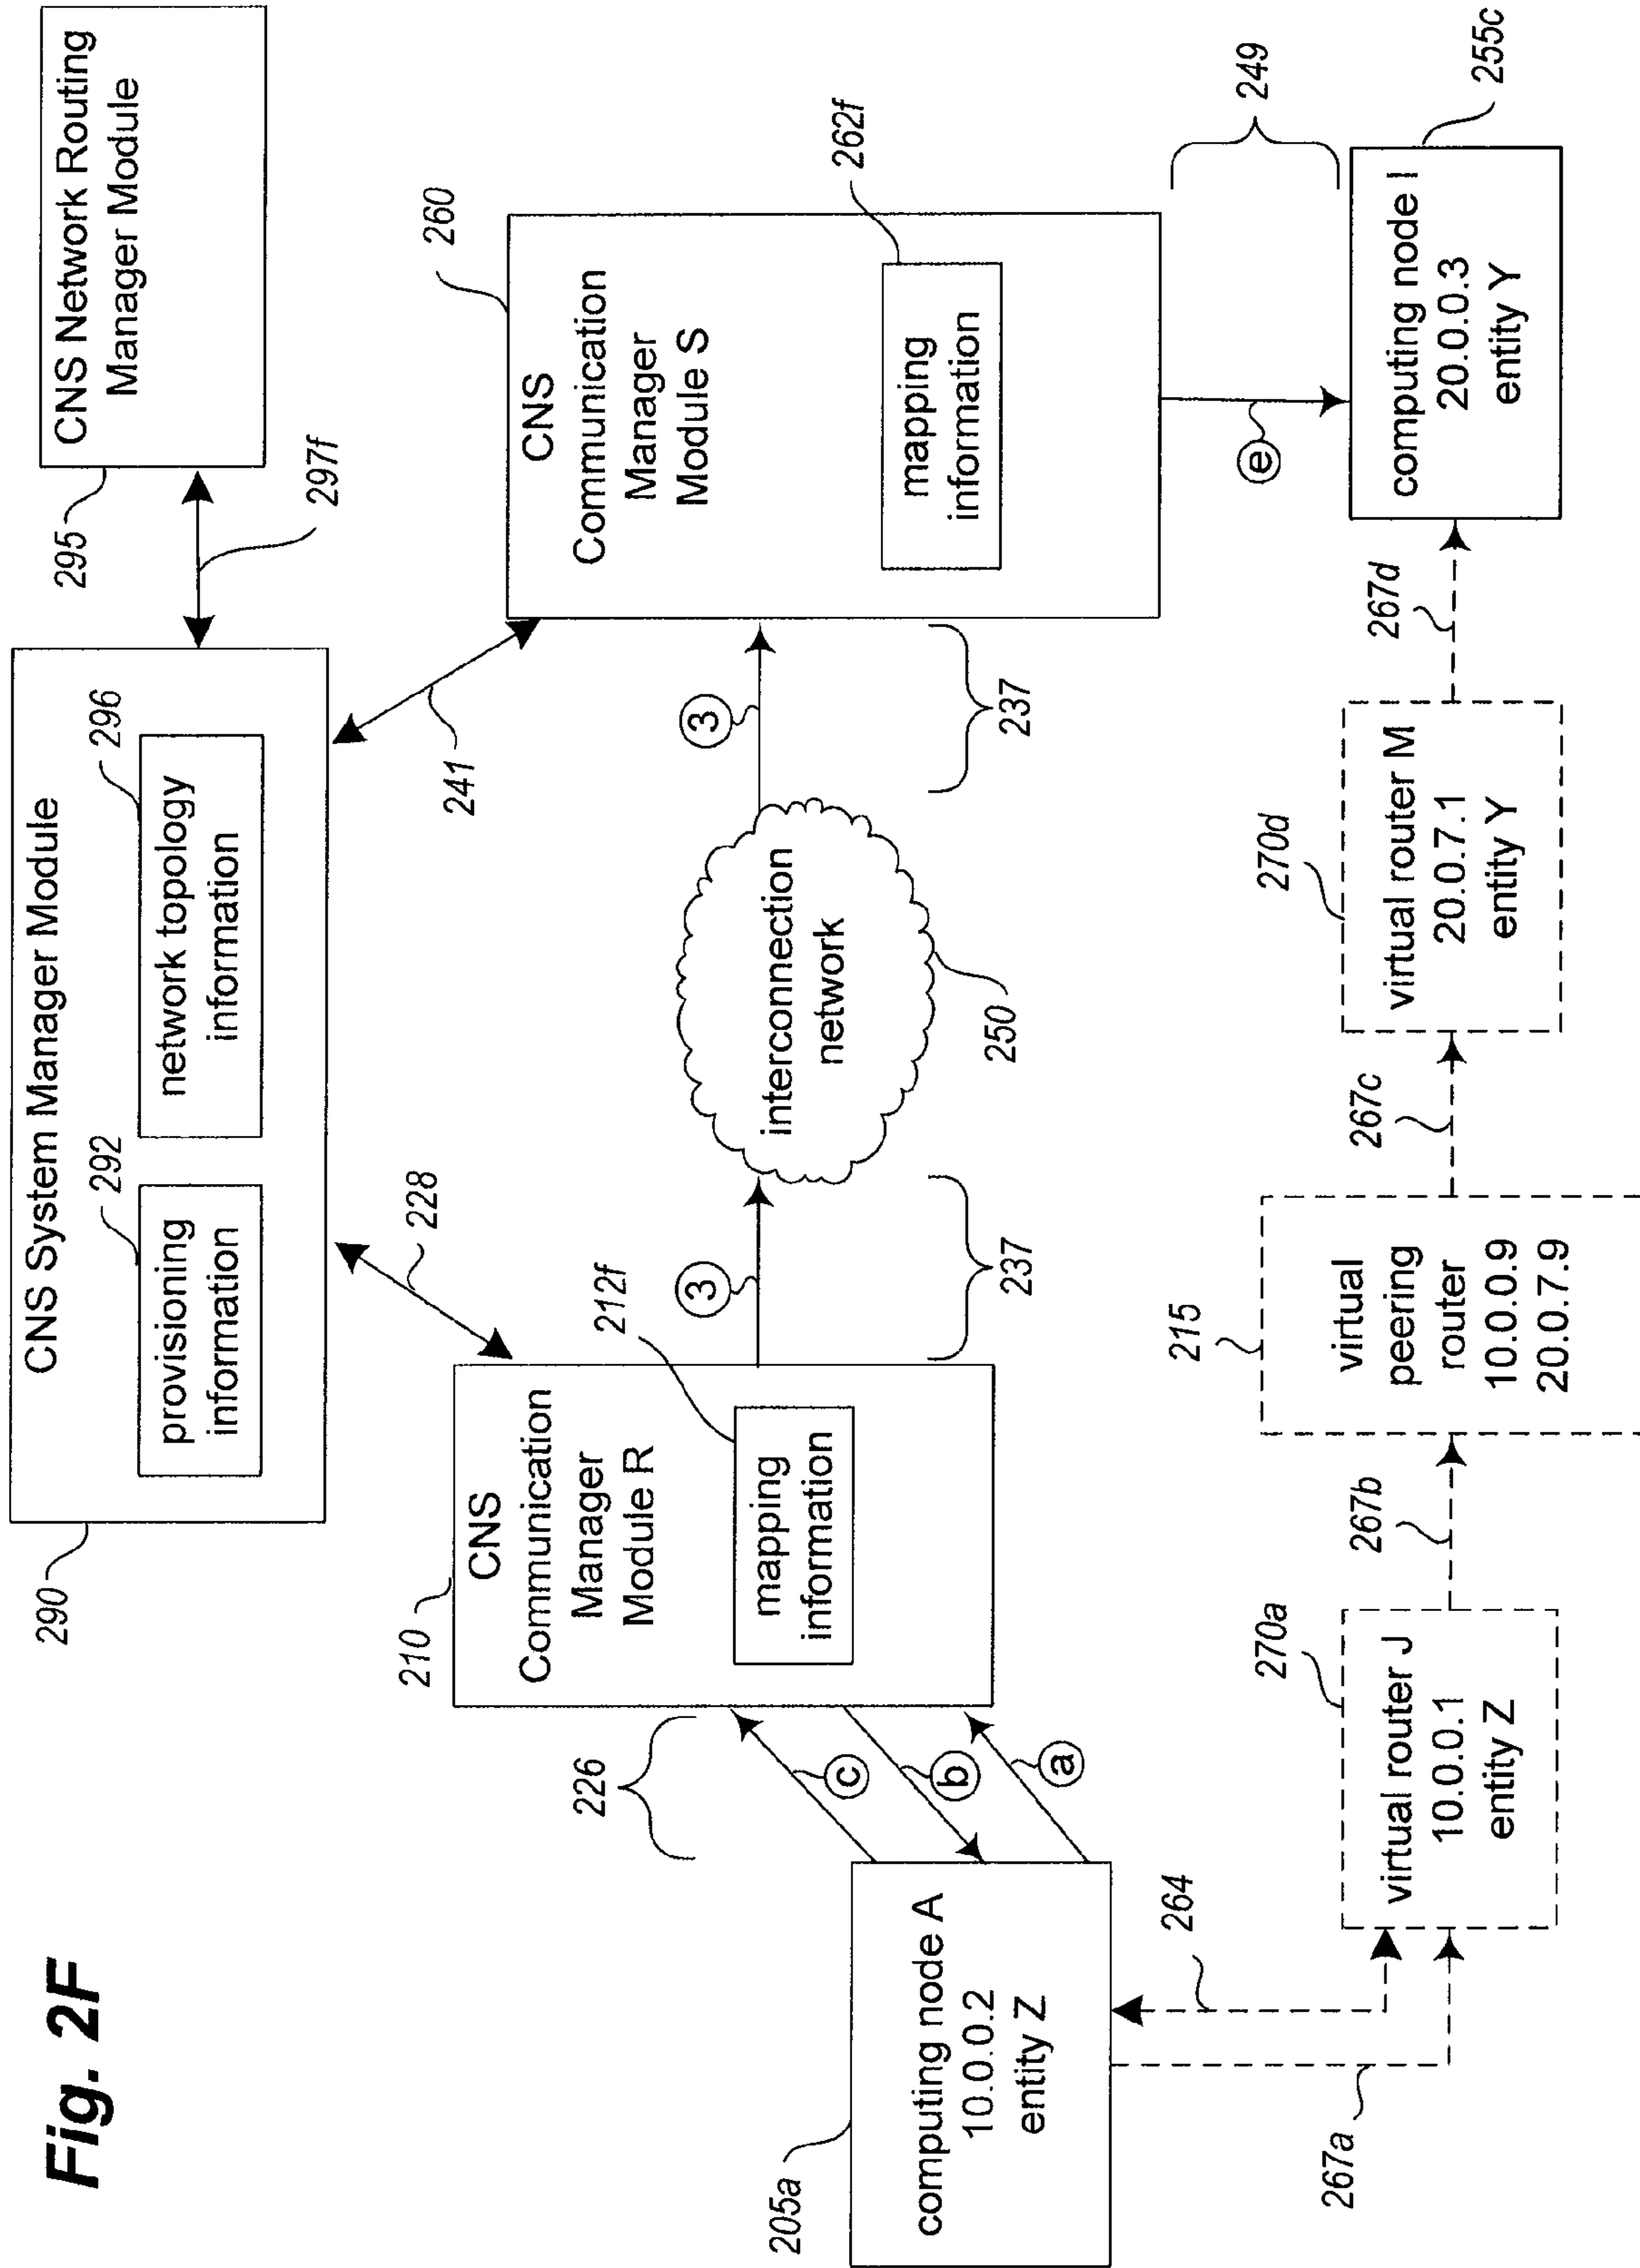 Fig. 2F
290
CNS System Manager Module
292
provisioning
information
296
network topology
information
295
CNS Network Routing
Manager Module
297f
228
241
210
CNS
Communication
Manager
Module R
212f
mapping
information
3
237
interconnection
network
250
3
237
260
CNS
Communication
Manager
Module S
262f
mapping
information
226
c
b
a
e
249
205a
computing node A
10.0.0.2
entity Z
264
267a
270a
virtual router J
10.0.0.1
entity Z
267b
215
virtual
peering
router
10.0.0.9
20.0.7.9
267c
270d
virtual router M
20.0.7.1
entity Y
267d
255c
computing node I
20.0.0.3
entity Y